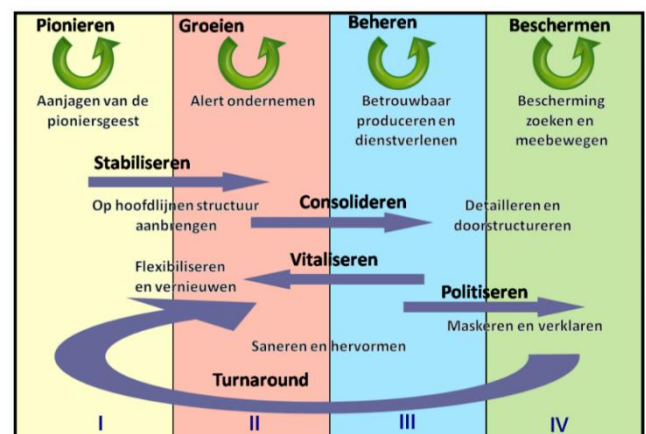 Pionieren
Groeien
Beheren
Beschermen
Aanjagen van de
pioniersgeest
Alert ondernemen
Betrouwbaar
produceren en
dienstverlenen
Bescherming
zoeken en
meebewegen
Stabiliseren
Op hoofdlijnen structuur
aanbrengen
Consolideren
Detailleren en
doorstructureren
Vitaliseren
Flexibiliseren
en vernieuwen
Politiseren
Maskeren en verklaren
Saneren en hervormen
Turnaround
I
II
III
IV